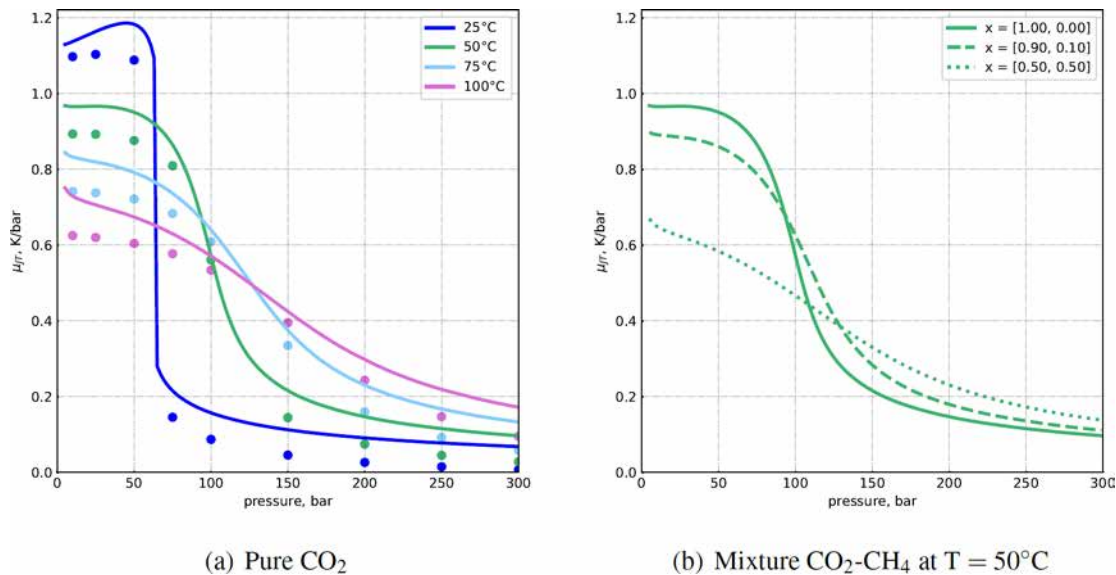 1.2
1.0
0.8
0.6
0.4
0.2
0.0
μJT, K/bar
0
50
100
150
200
250
300
pressure, bar
25°C
50°C
75°C
100°C
(a) Pure CO2
1.2
1.0
0.8
0.6
0.4
0.2
0.0
μJT, K/bar
0
50
100
150
200
250
300
pressure, bar
x = [1.00, 0.00]
x = [0.90, 0.10]
x = [0.50, 0.50]
(b) Mixture CO2-CH4 at T = 50°C